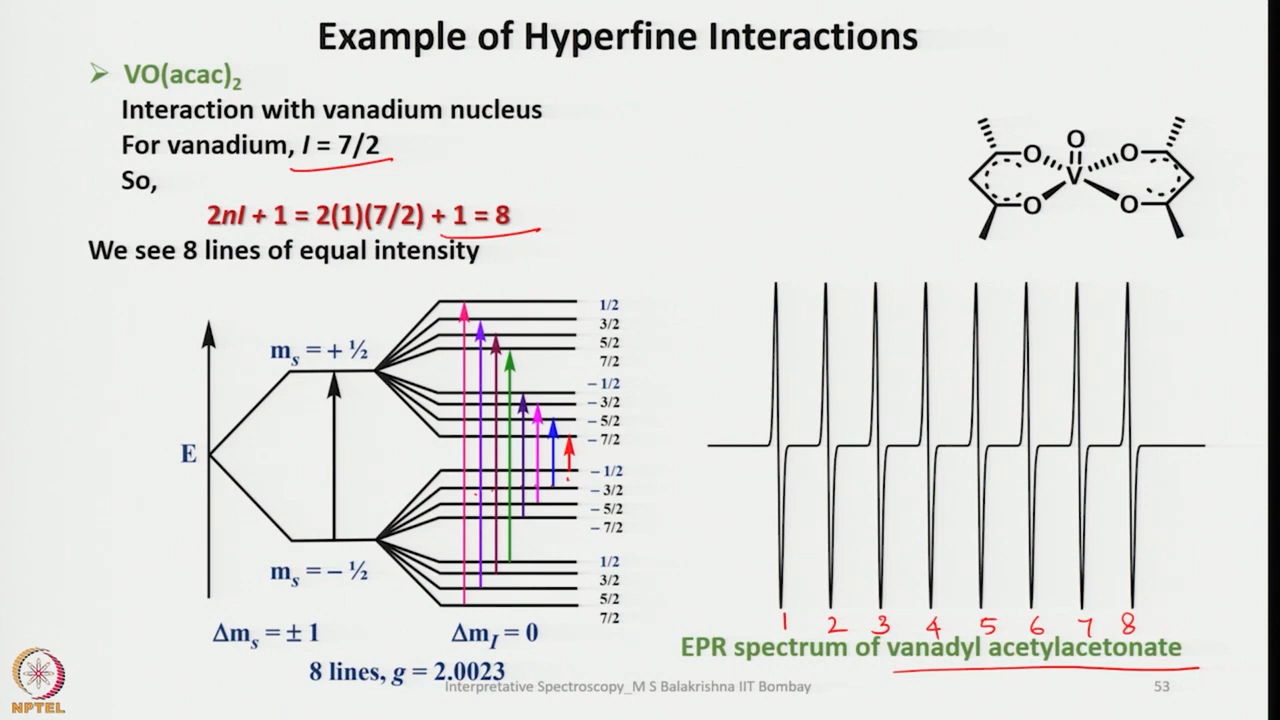 Example of Hyperfine Interactions
➢ VO(acac)₂
Interaction with vanadium nucleus
For vanadium, I = 7/2
So,
2nI + 1 = 2(1)(7/2) + 1 = 8
We see 8 lines of equal intensity
O
O V O
O O
E
mₛ = + ½
mₛ = – ½
1/2
3/2
5/2
7/2
– 1/2
– 3/2
– 5/2
– 7/2
– 1/2
– 3/2
– 5/2
– 7/2
1/2
3/2
5/2
7/2
Δmₛ = ± 1 Δm_I = 0
8 lines, g = 2.0023
1 2 3 4 5 6 7 8
EPR spectrum of vanadyl acetylacetonate
NPTEL
Interpretative Spectroscopy_M S Balakrishna IIT Bombay
53